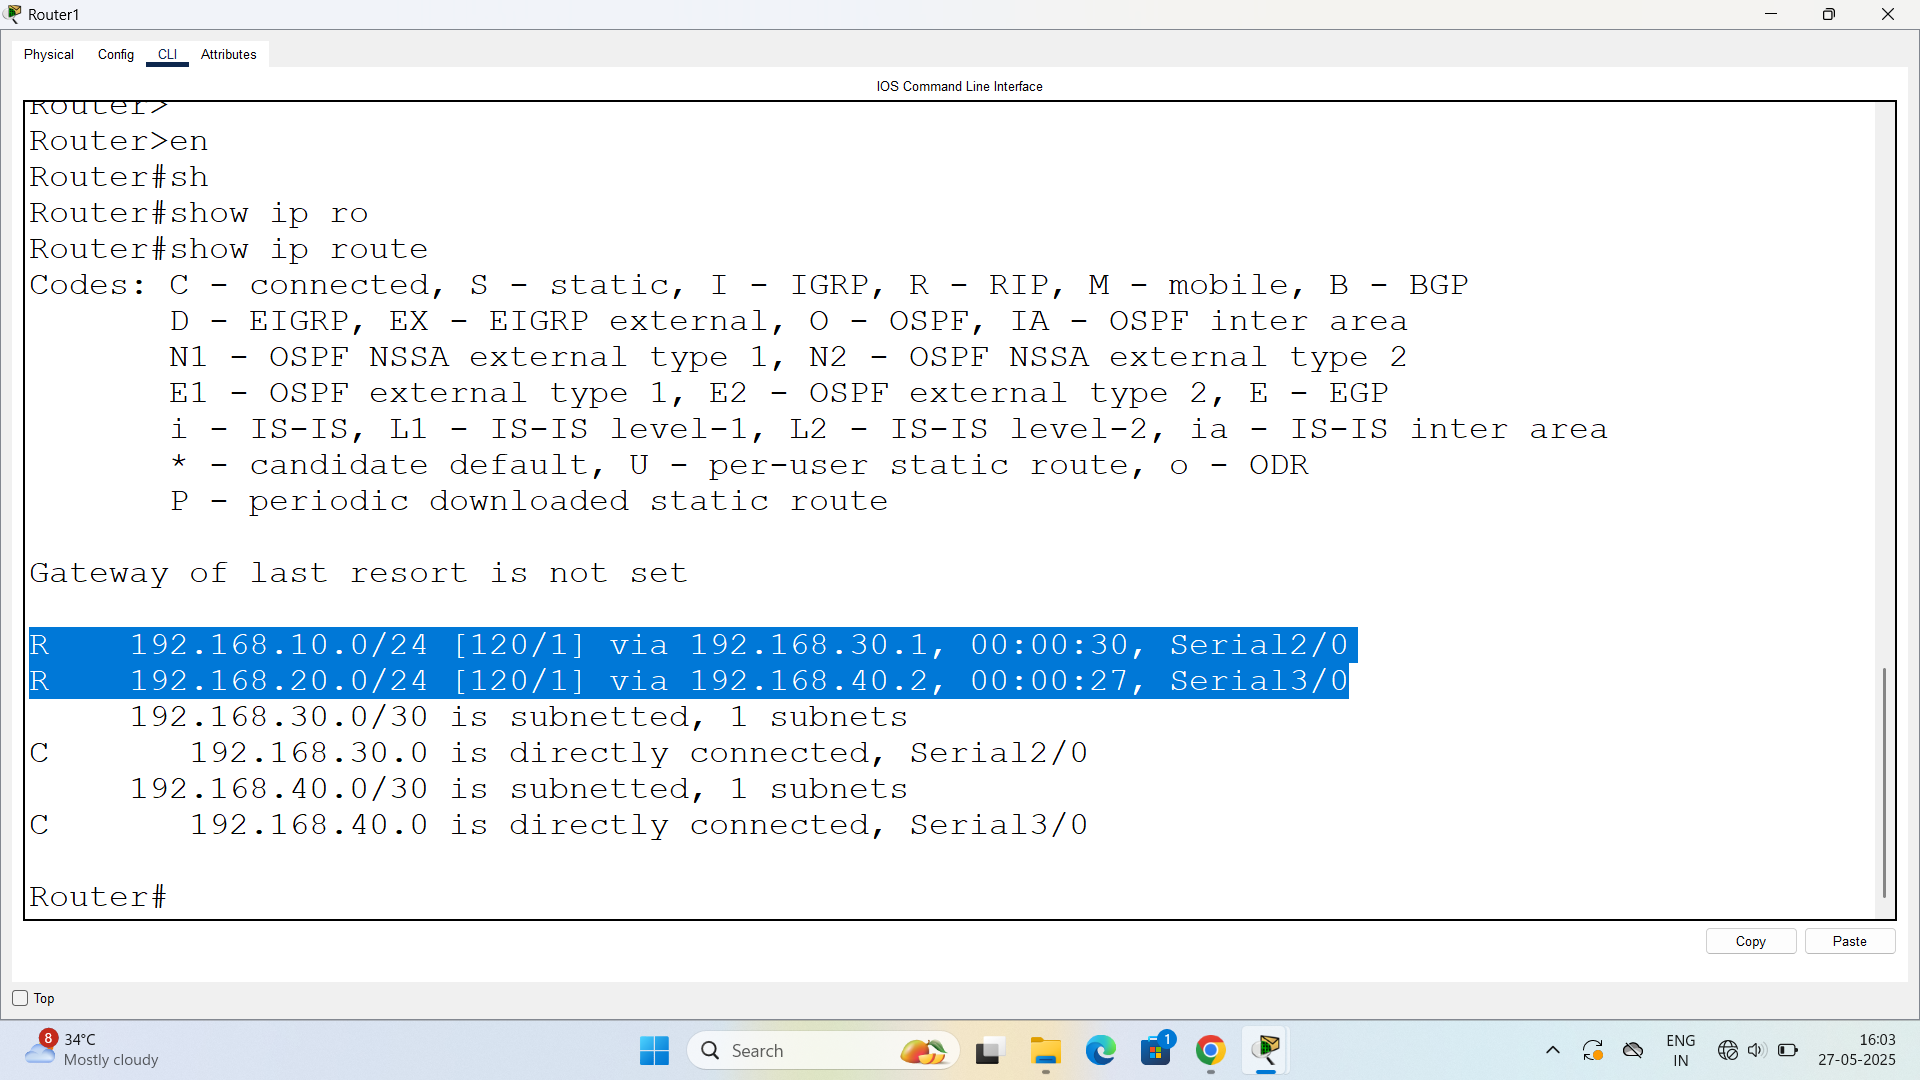 Router1
Physical Config CLI Attributes
IOS Command Line Interface
Router>
Router>en
Router#sh
Router#show ip ro
Router#show ip route
Codes: C - connected, S - static, I - IGRP, R - RIP, M - mobile, B - BGP
D - EIGRP, EX - EIGRP external, O - OSPF, IA - OSPF inter area
N1 - OSPF NSSA external type 1, N2 - OSPF NSSA external type 2
E1 - OSPF external type 1, E2 - OSPF external type 2, E - EGP
i - IS-IS, L1 - IS-IS level-1, L2 - IS-IS level-2, ia - IS-IS inter area
* - candidate default, U - per-user static route, o - ODR
P - periodic downloaded static route
Gateway of last resort is not set
R 192.168.10.0/24 [120/1] via 192.168.30.1, 00:00:30, Serial2/0
R 192.168.20.0/24 [120/1] via 192.168.40.2, 00:00:27, Serial3/0
192.168.30.0/30 is subnetted, 1 subnets
C 192.168.30.0 is directly connected, Serial2/0
192.168.40.0/30 is subnetted, 1 subnets
C 192.168.40.0 is directly connected, Serial3/0
Router#
Copy Paste
Top
8
34°C
Mostly cloudy
Search
1
ENG
IN
16:03
27-05-2025